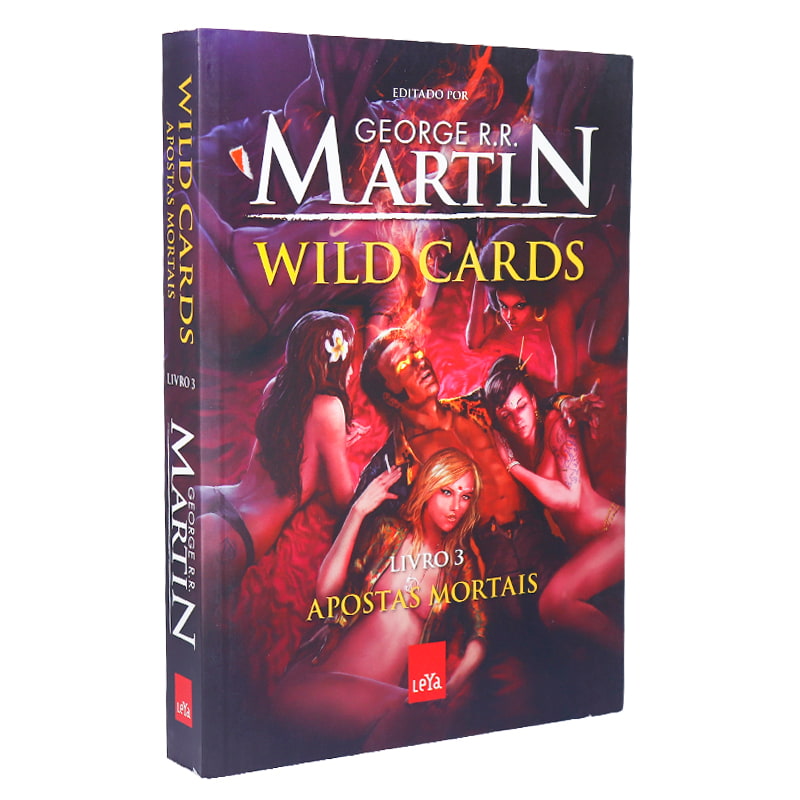 EDITADO POR
GEORGE R.R.
MARTIN
WILD CARDS
LIVRO 3
APOSTAS MORTAIS
LeYa
WILD CARDS
APOSTAS MORTAIS
LIVRO 3
GEORGE R.R.
MARTIN
LeYa